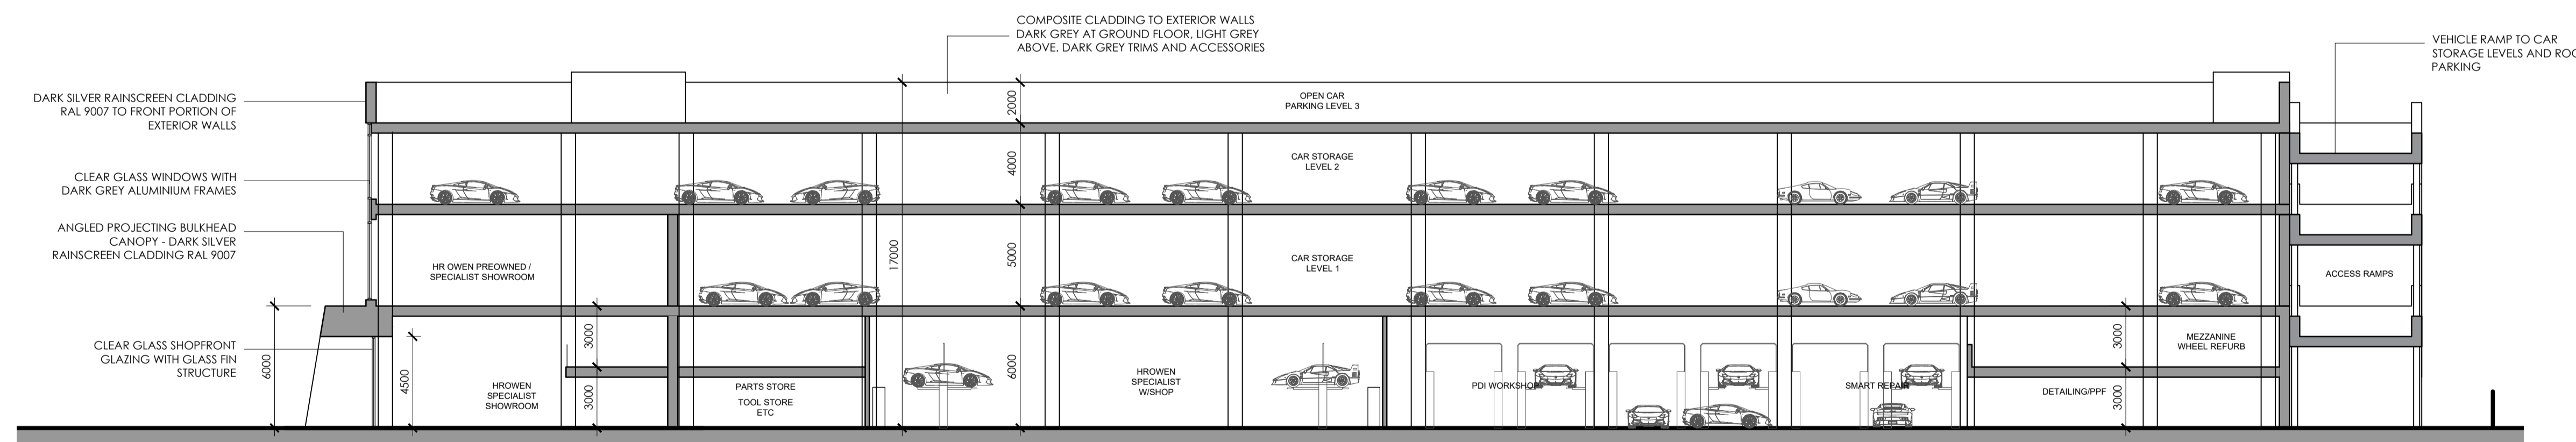 COMPOSITE CLADDING TO EXTERIOR WALLS
DARK GREY AT GROUND FLOOR, LIGHT GREY
ABOVE. DARK GREY TRIMS AND ACCESSORIES
VEHICLE RAMP TO CAR
STORAGE LEVELS AND
PARKING
DARK SILVER RAINSCREEN CLADDING
RAL 9007 TO FRONT PORTION OF
EXTERIOR WALLS
CLEAR GLASS WINDOWS WITH
DARK GREY ALUMINIUM FRAMES
ANGLED PROJECTING BULKHEAD
CANOPY - DARK SILVER
RAINSCREEN CLADDING RAL 9007
CLEAR GLASS SHOPFRONT
GLAZING WITH GLASS FIN
STRUCTURE
OPEN CAR
PARKING LEVEL 3
2000
CAR STORAGE
LEVEL 2
4000
HR OWEN PREOWNED /
SPECIALIST SHOWROOM
17000
5000
CAR STORAGE
LEVEL 1
ACCESS RAMPS
6000
4500
HROWEN
SPECIALIST
SHOWROOM
3000
3000
PARTS STORE
TOOL STORE
ETC
6000
HROWEN
SPECIALIST
W/SHOP
PDI WORKSHOP
SMART REPAIR
DETAILING/PPF
3000
3000
MEZZANINE
WHEEL REFURB